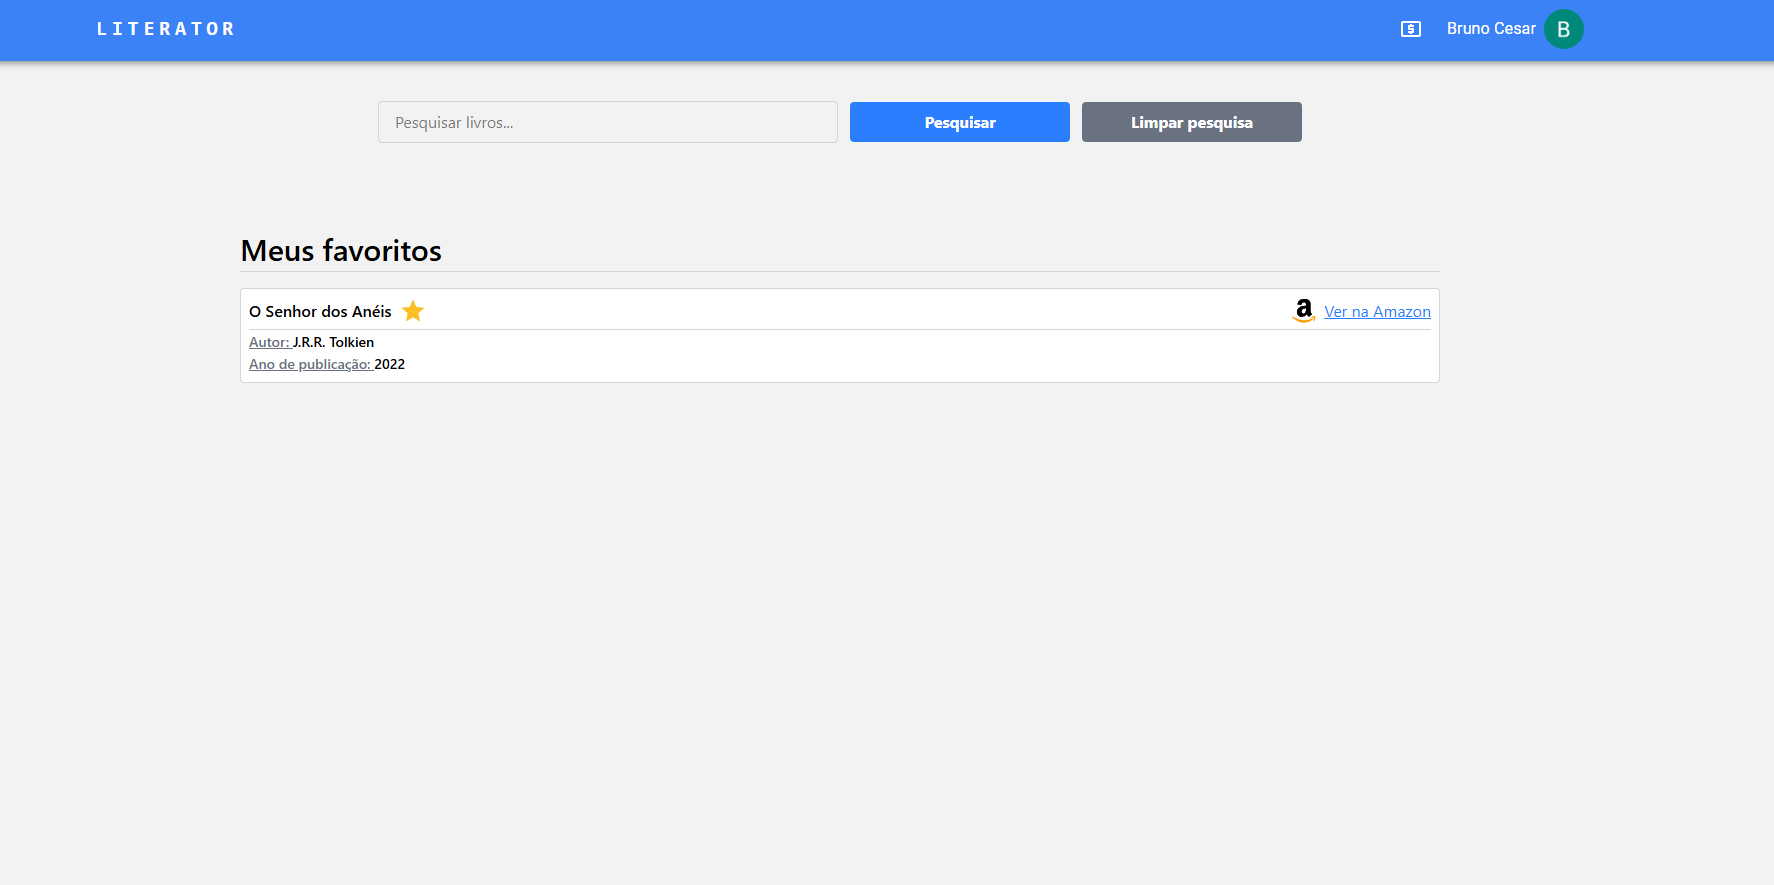 LITERATOR
Bruno Cesar B
Pesquisar livros... Pesquisar Limpar pesquisa
Meus favoritos
O Senhor dos Anéis a Ver na Amazon
Autor: J.R.R. Tolkien
Ano de publicação: 2022